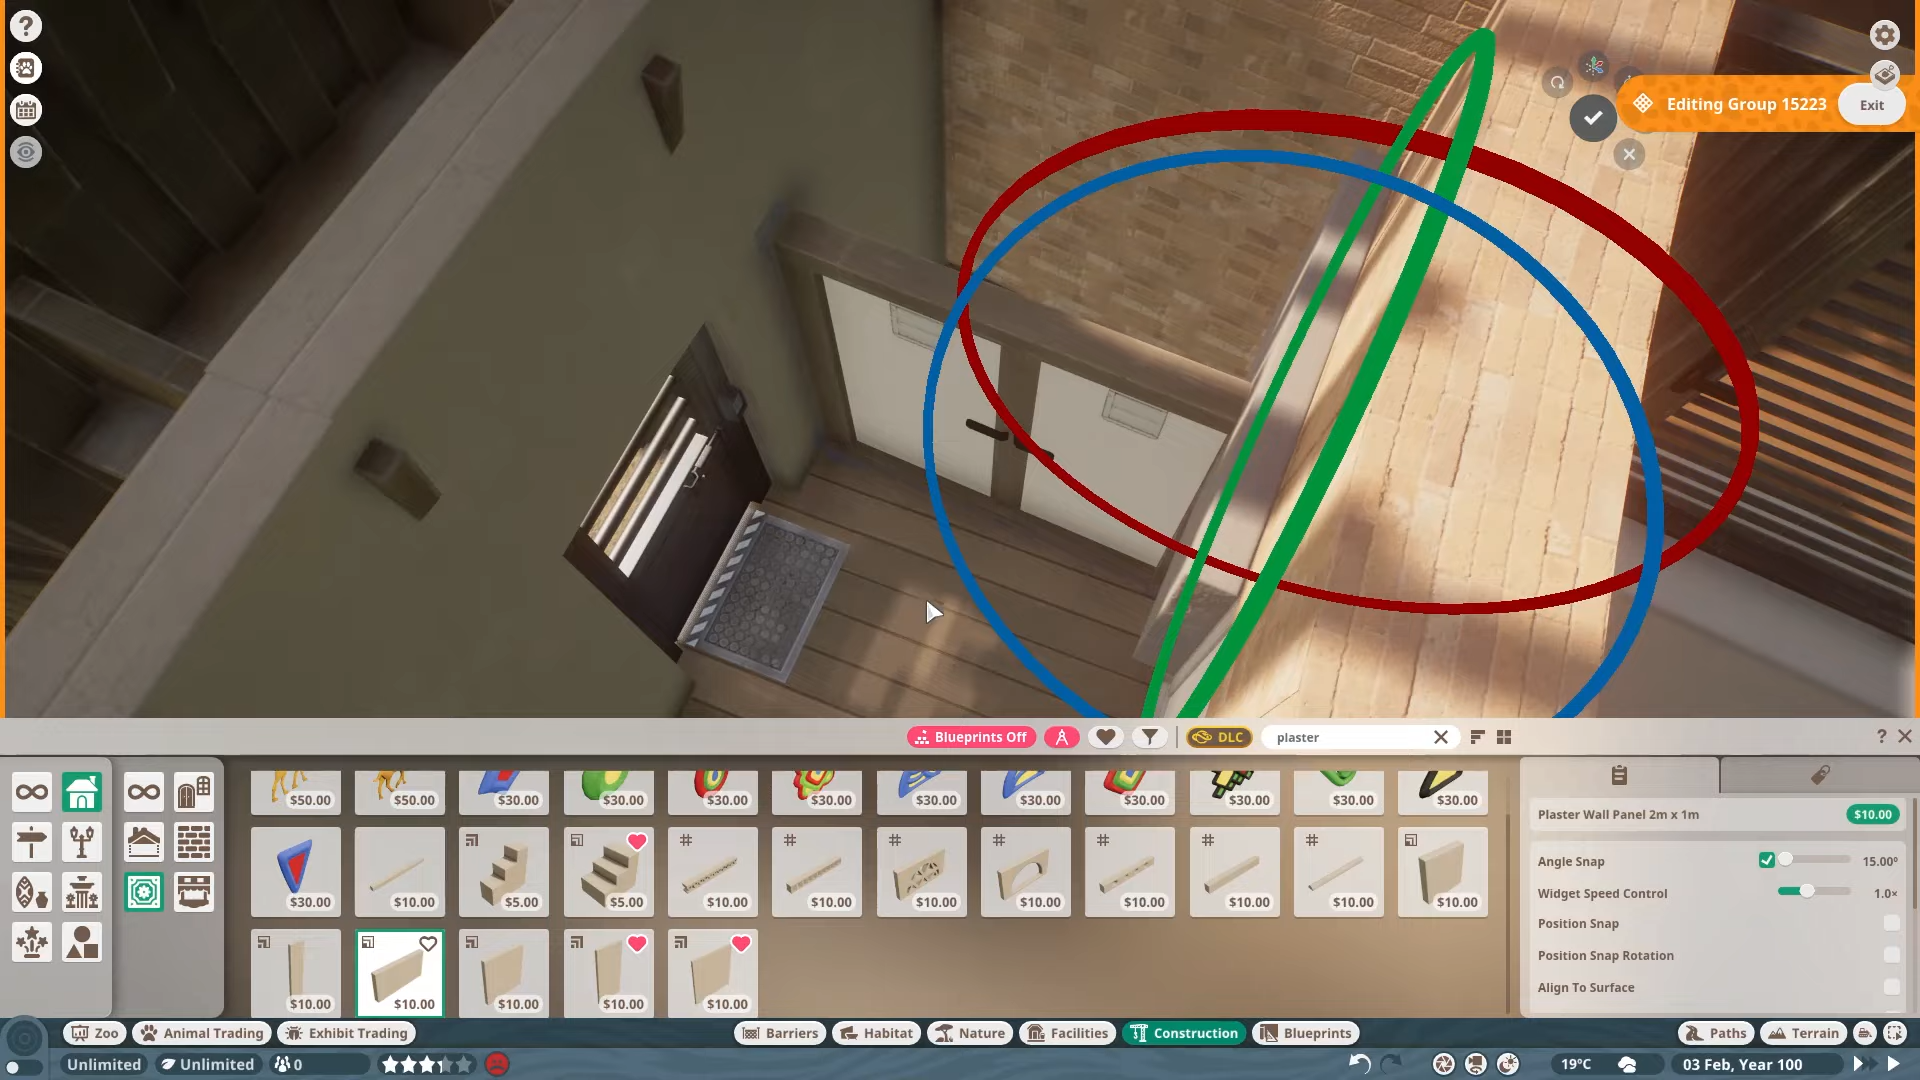 Editing Group 15223
Exit
Blueprints Off
DLC
plaster
?
$50.00 $50.00 $30.00 $30.00 $30.00 $30.00 $30.00 $30.00 $30.00 $30.00 $30.00 $30.00
$30.00 $10.00 $5.00 $5.00 $10.00 $10.00 $10.00 $10.00 $10.00 $10.00 $10.00 $10.00
$10.00 $10.00 $10.00 $10.00 $10.00
Plaster Wall Panel 2m x 1m $10.00
Angle Snap 15.00°
Widget Speed Control 1.0×
Position Snap
Position Snap Rotation
Align To Surface
Zoo Animal Trading Exhibit Trading Barriers Habitat Nature Facilities Construction Blueprints Paths Terrain
Unlimited Unlimited 0 19°C 03 Feb, Year 100